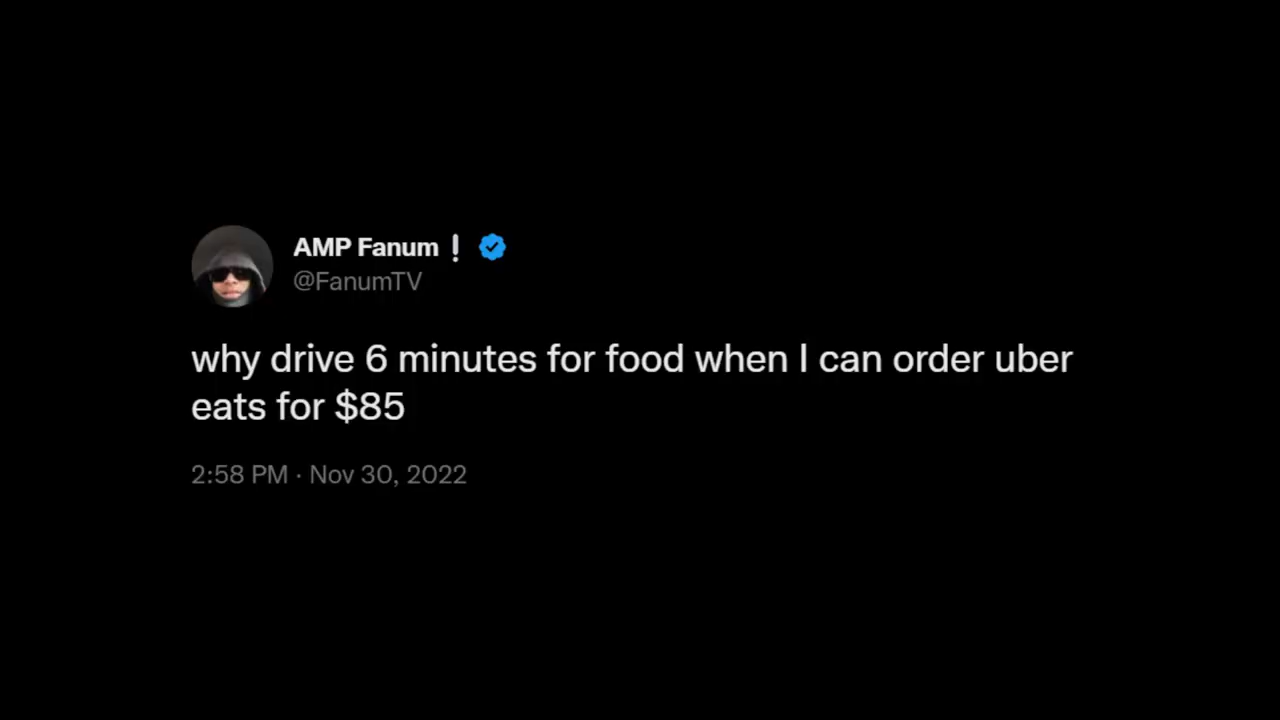 AMP Fanum❕
@FanumTV
why drive 6 minutes for food when I can order uber
eats for $85
2:58 PM · Nov 30, 2022